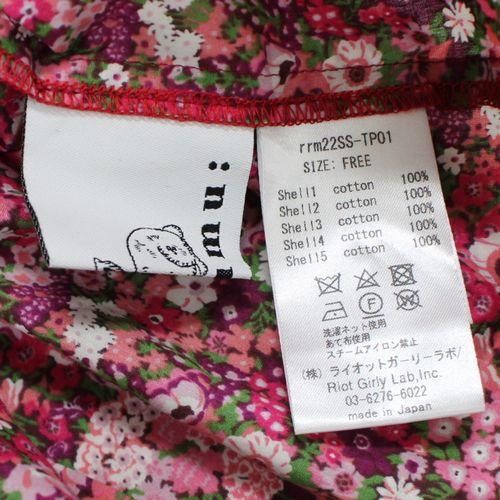 rrm22SS-TP01
SIZE: FREE
Shell1 cotton 100%
Shell2 cotton 100%
Shell3 cotton 100%
Shell4 cotton 100%
Shell5 cotton 100%
洗濯ネット使用
あて布使用
スチームアイロン禁止
(株) ライオットガーリーラボ/
Riot Girly Lab,Inc.
03-6276-6022
made in Japan